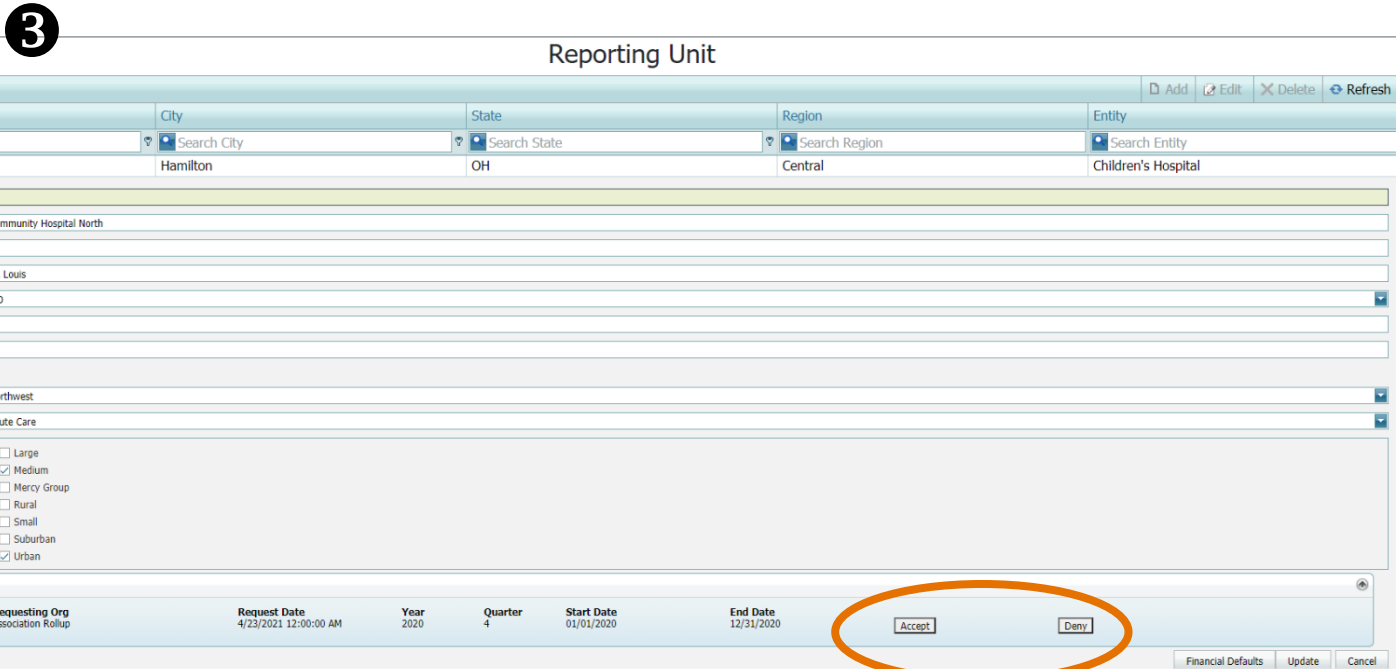 3
Reporting Unit
Add Edit Delete Refresh
City State Region Entity
Search City Search State Search Region Search Entity
Hamilton OH Central Children's Hospital
mmunity Hospital North
Louis
rthwest
ute Care
Large
Medium
Mercy Group
Rural
Small
Suburban
Urban
equesting Org Request Date Year Quarter Start Date End Date
ssociation Rollup 4/23/2021 12:00:00 AM 2020 4 01/01/2020 12/31/2020 Accept Deny
Financial Defaults Update Cancel